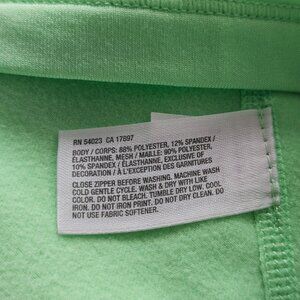 RN 54023 CA 17897
BODY / CORPS: 88% POLYESTER, 12% SPANDEX /
ÉLASTHANNE, MESH / MAILLE: 90% POLYESTER,
10% SPANDEX / ÉLASTHANNE, EXCLUSIVE OF
DECORATION / À L'EXCEPTION DES GARNITURES
CLOSE ZIPPER BEFORE WASHING. MACHINE WASH
COLD GENTLE CYCLE. WASH & DRY WITH LIKE
COLOR. DO NOT BLEACH. TUMBLE DRY LOW. COOL
IRON. DO NOT IRON PRINT. DO NOT DRY CLEAN. DO
NOT USE FABRIC SOFTENER.